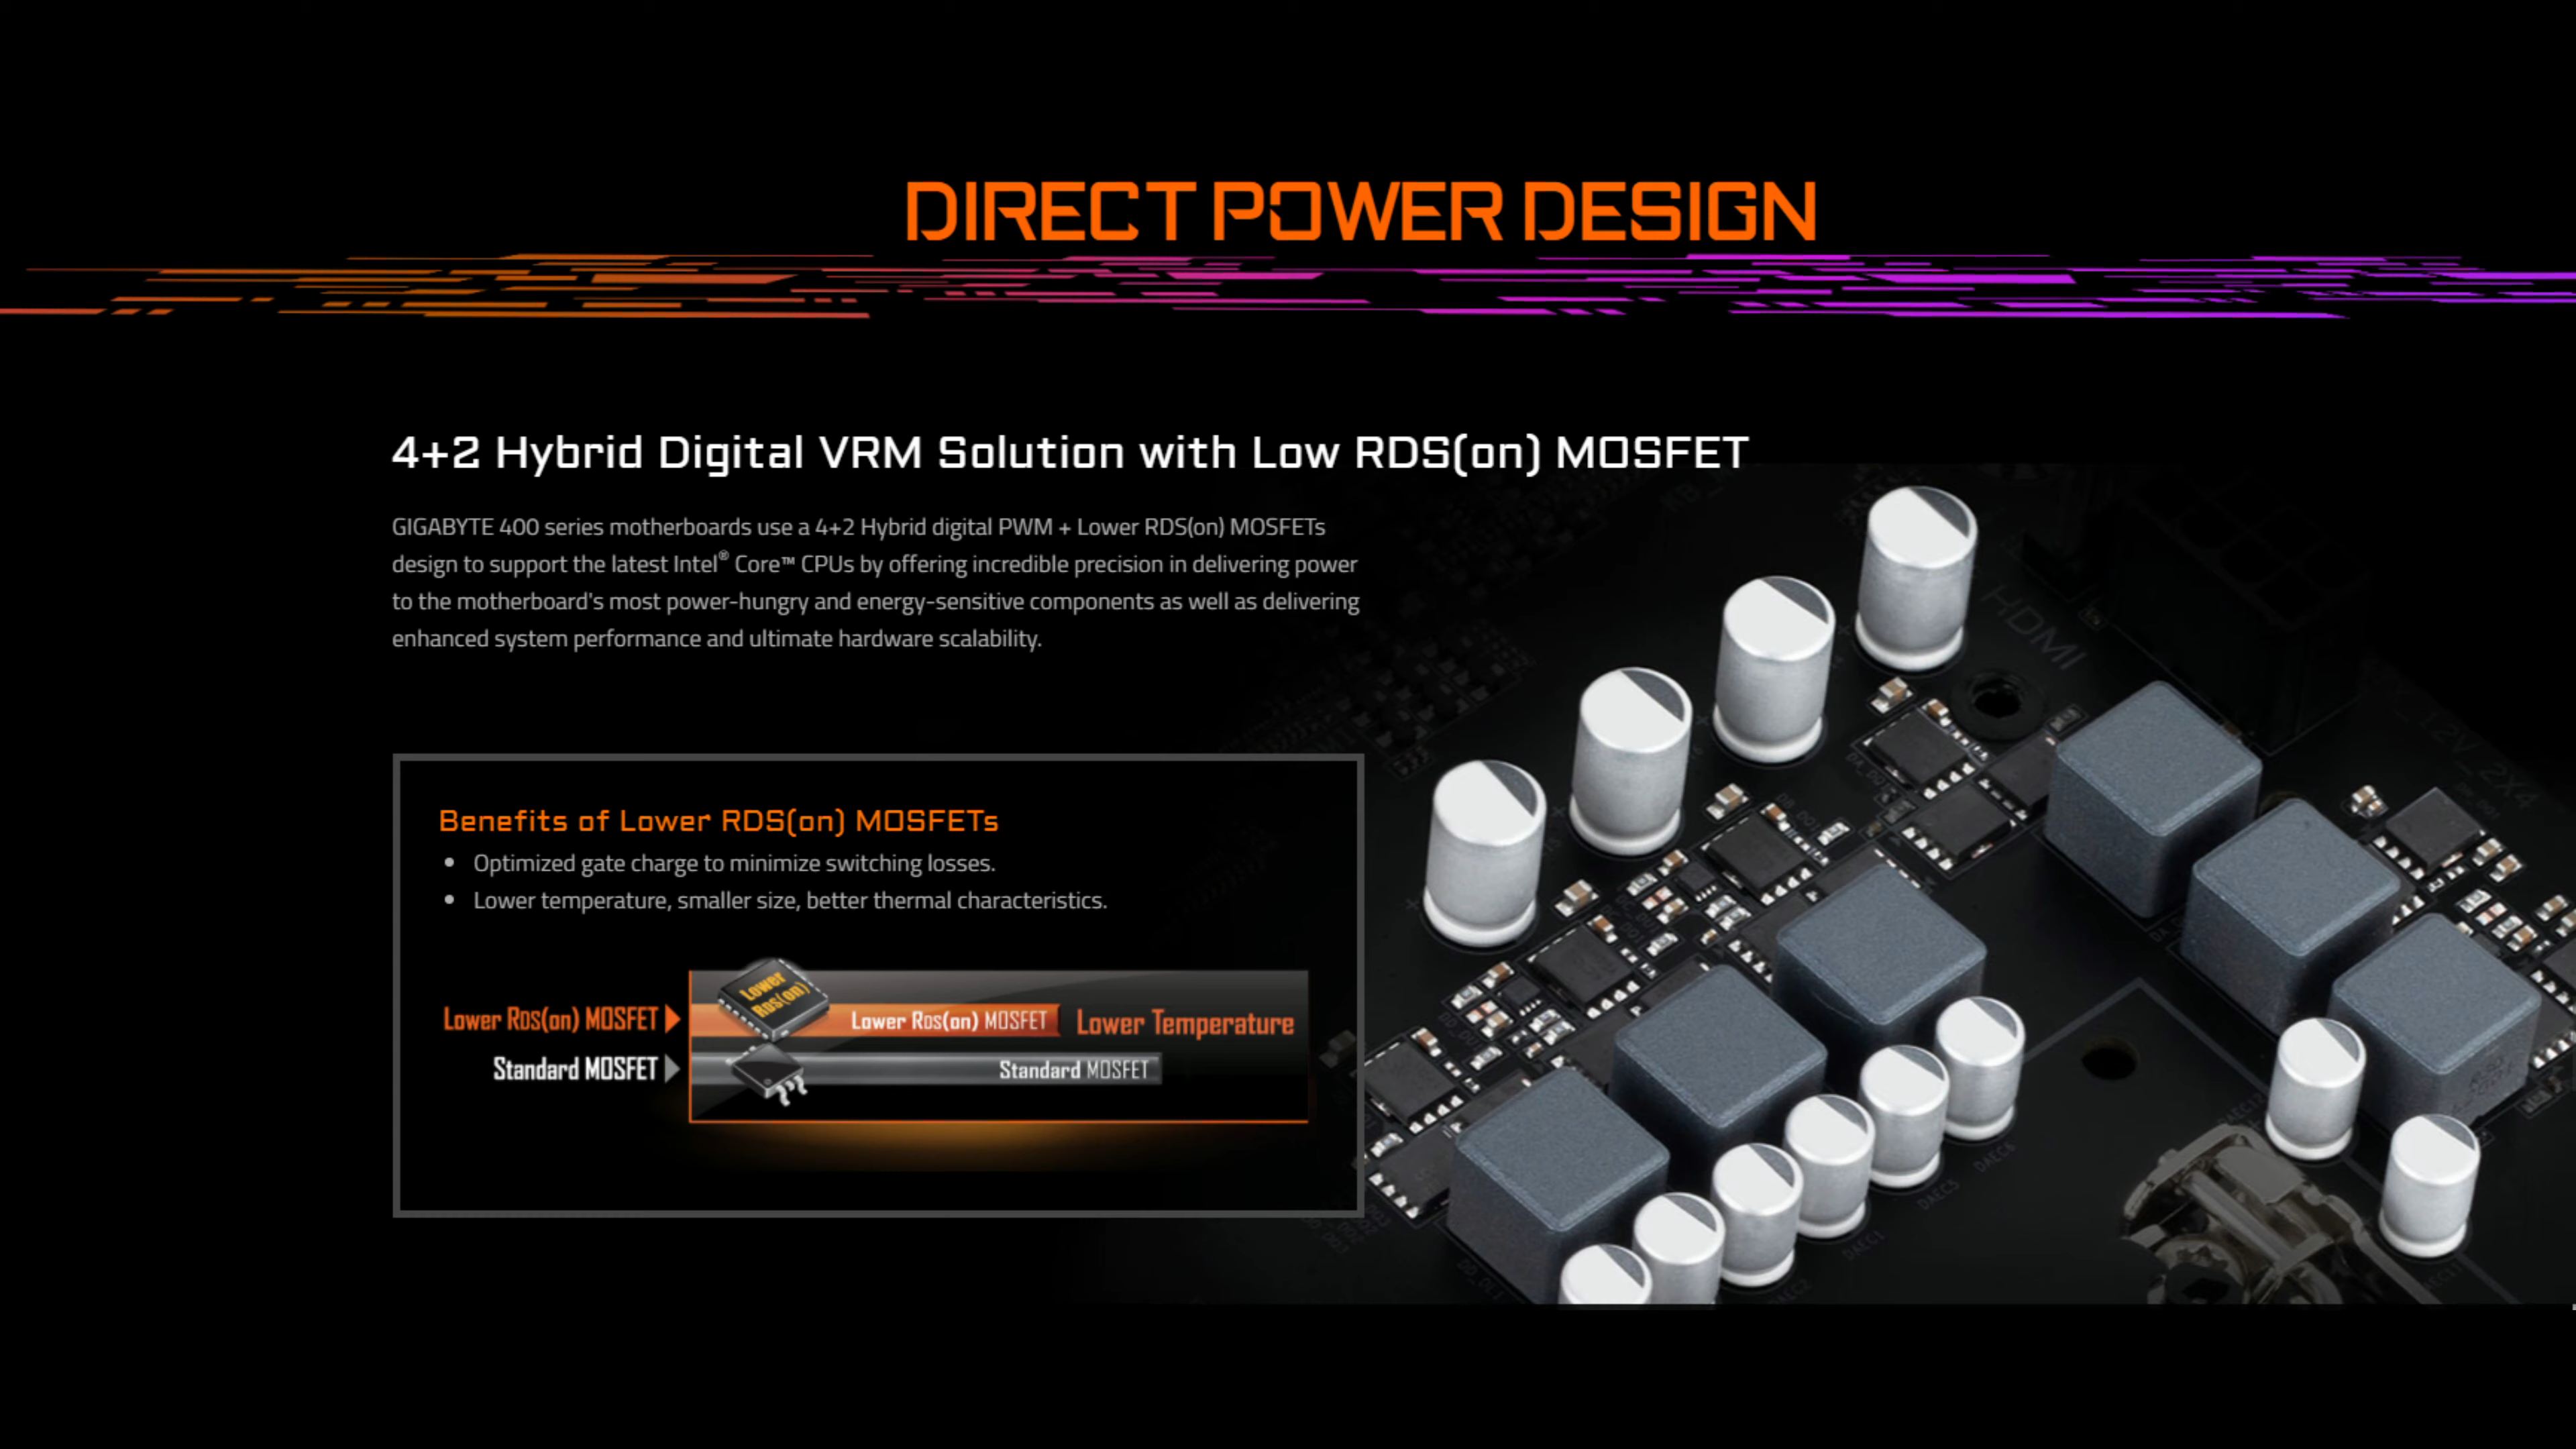 DIRECT POWER DESIGN
4+2 Hybrid Digital VRM Solution with Low RDS(on) MOSFET
GIGABYTE 400 series motherboards use a 4+2 Hybrid digital PWM + Lower RDS(on) MOSFETs
design to support the latest Intel® Core™ CPUs by offering incredible precision in delivering power
to the motherboard's most power-hungry and energy-sensitive components as well as delivering
enhanced system performance and ultimate hardware scalability.
Benefits of Lower RDS(on) MOSFETs
• Optimized gate charge to minimize switching losses.
• Lower temperature, smaller size, better thermal characteristics.
Lower
RDS(on)
Lower RDS(on) MOSFET
Lower RDS(on) MOSFET
Lower Temperature
Standard MOSFET
Standard MOSFET
HDMI
12V_2X4
DAEC6
DAEC5
DAEC1
DAEC2